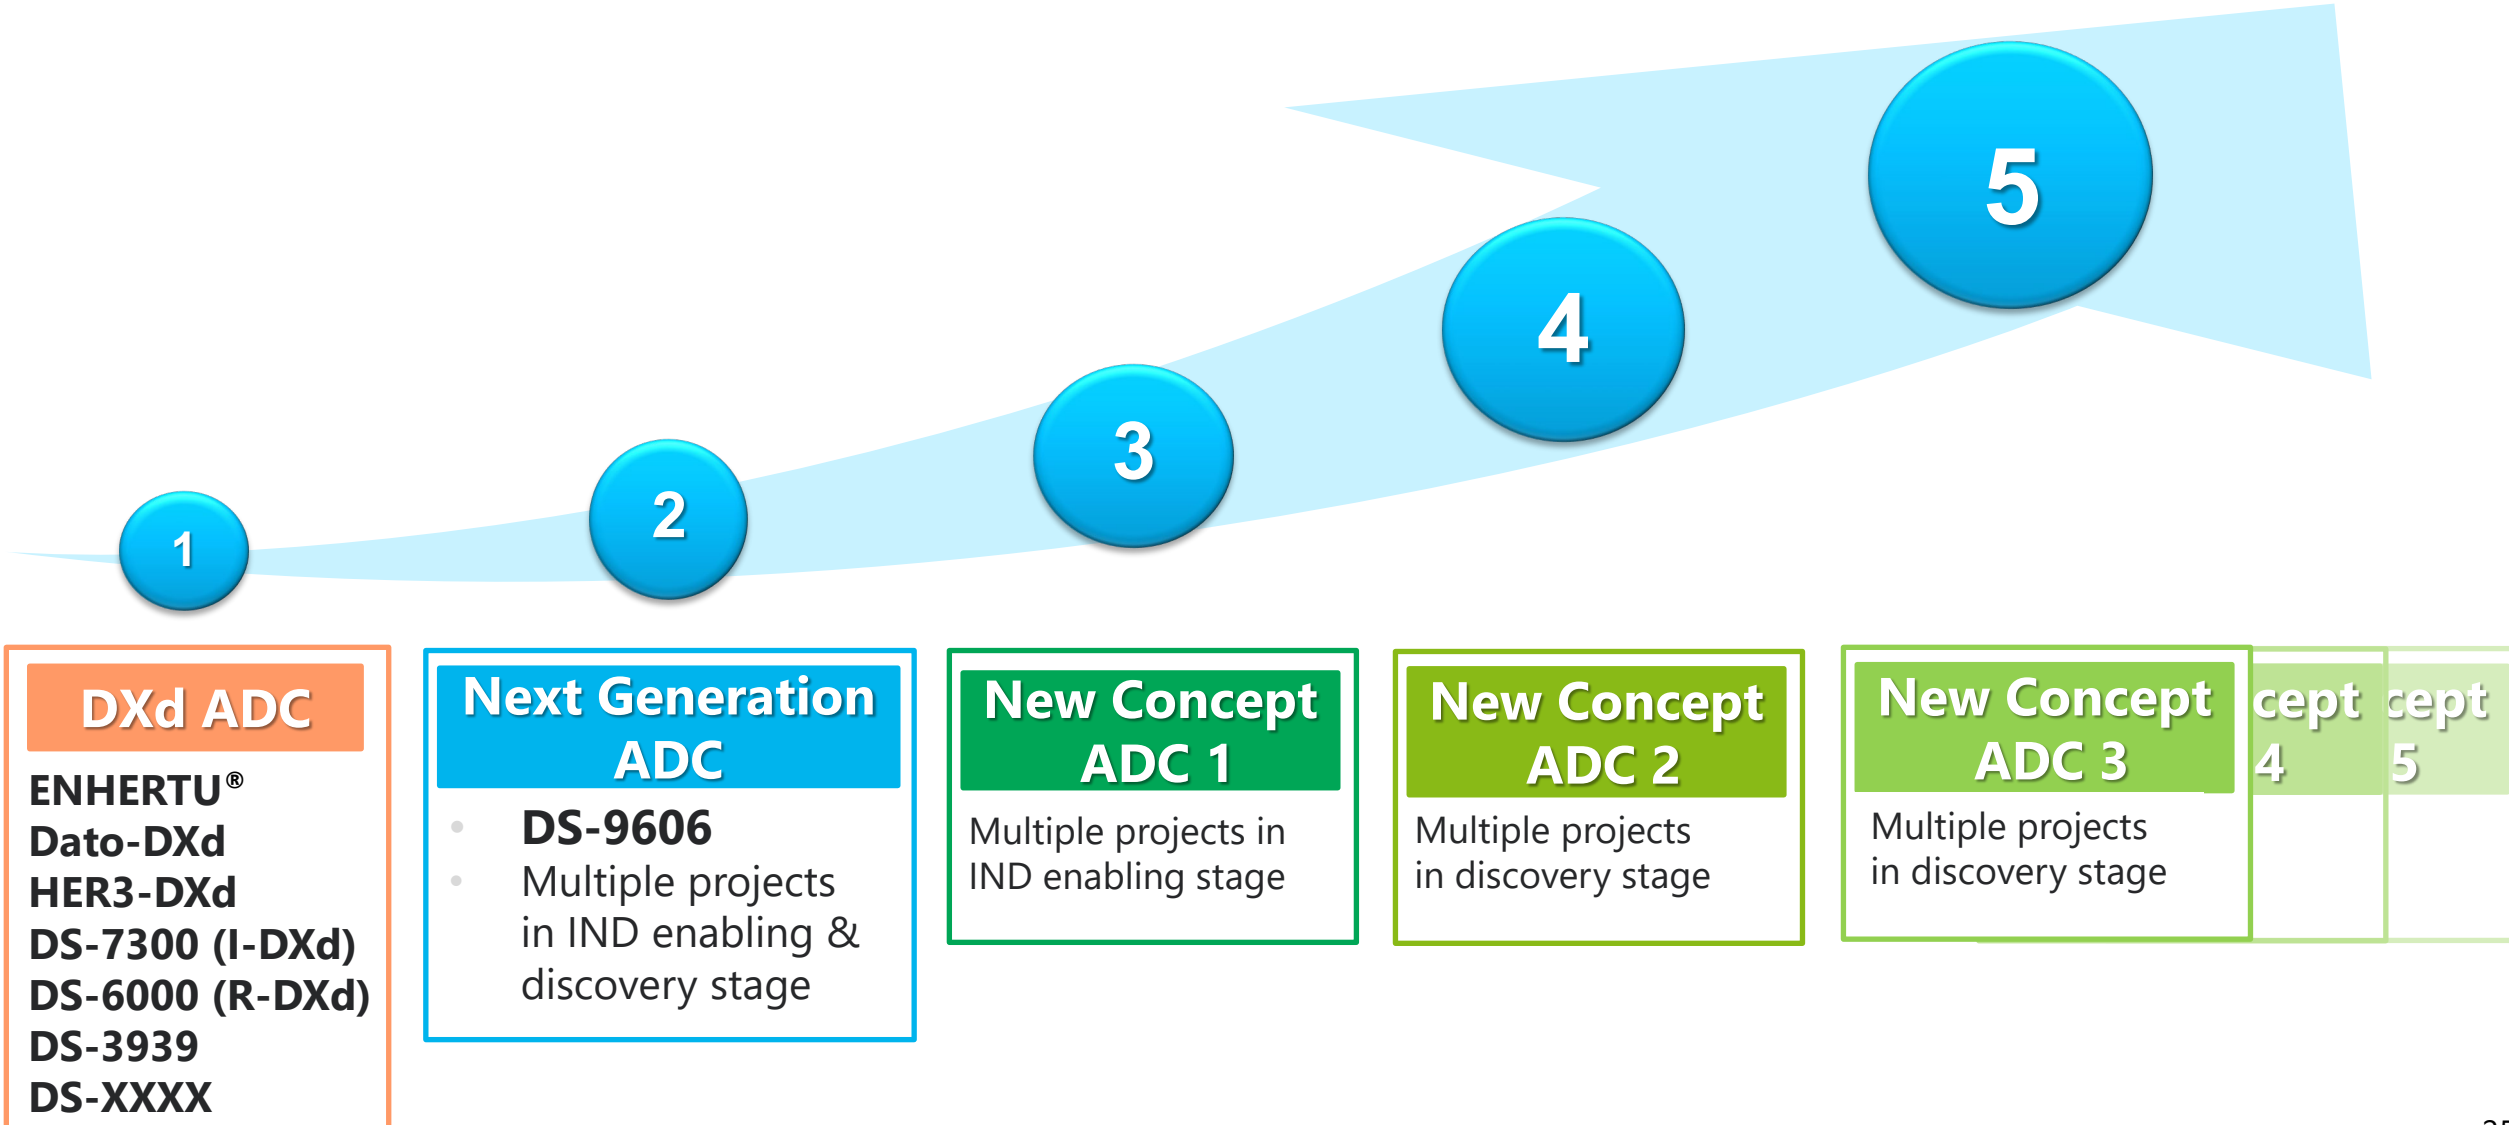 1
2
3
4
5
DXd ADC
ENHERTU®
Dato-DXd
HER3-DXd
DS-7300 (I-DXd)
DS-6000 (R-DXd)
DS-3939
DS-XXXX
Next Generation
ADC
• DS-9606
• Multiple projects
in IND enabling &
discovery stage
New Concept
ADC 1
Multiple projects in
IND enabling stage
New Concept
ADC 2
Multiple projects
in discovery stage
New Concept
ADC 3
Multiple projects
in discovery stage
cept
4
cept
5